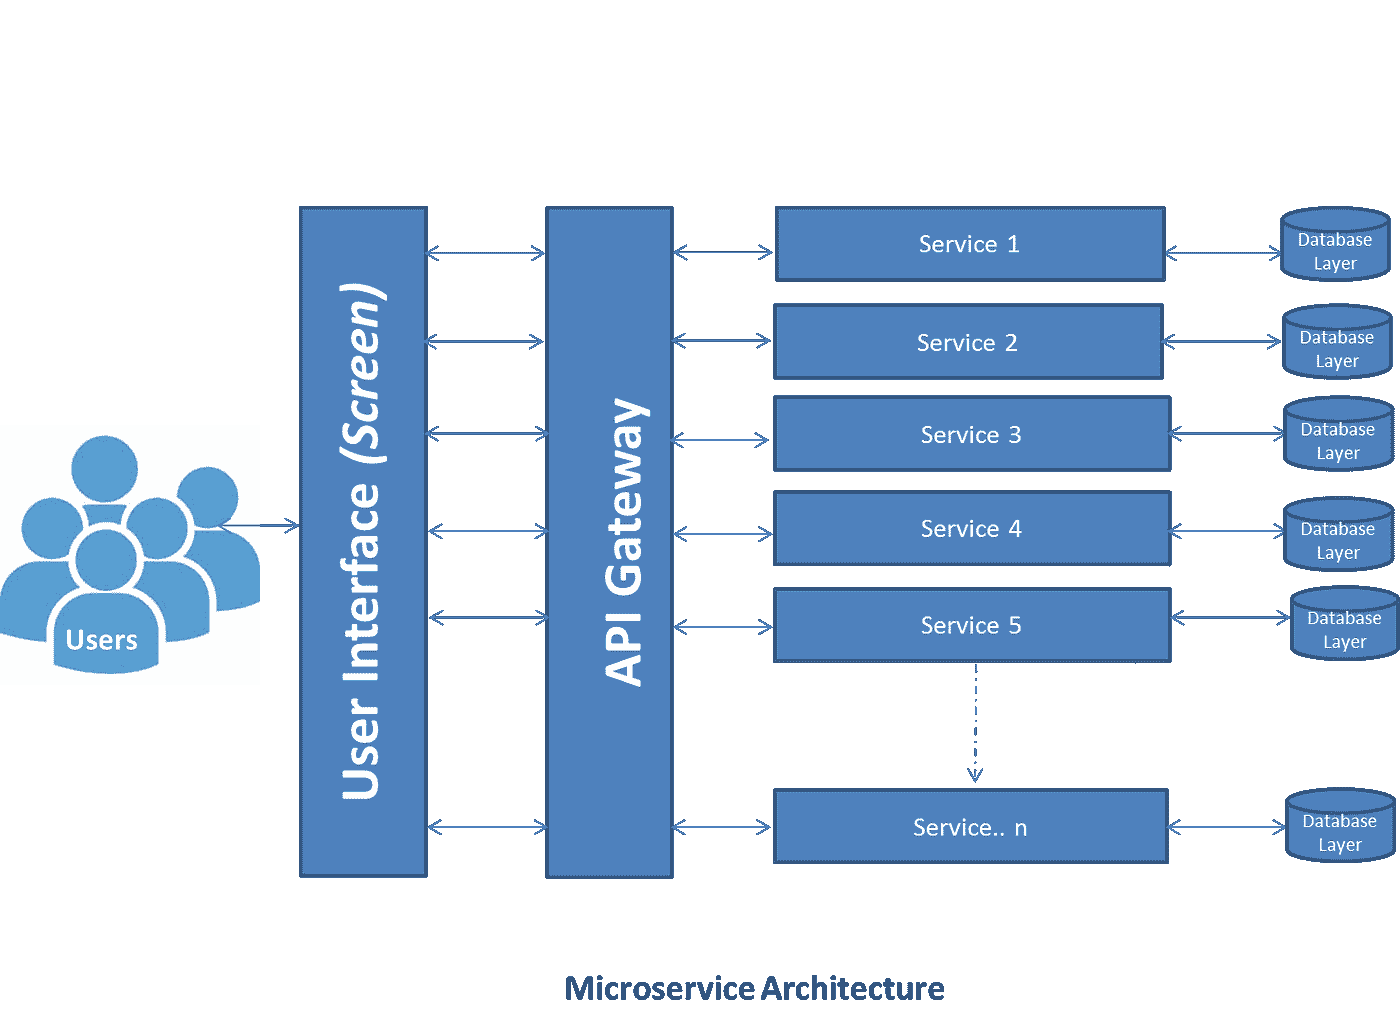 Users
User Interface (Screen)
API Gateway
Service 1
Database
Layer
Service 2
Database
Layer
Service 3
Database
Layer
Service 4
Database
Layer
Service 5
Database
Layer
Service.. n
Database
Layer
Microservice Architecture